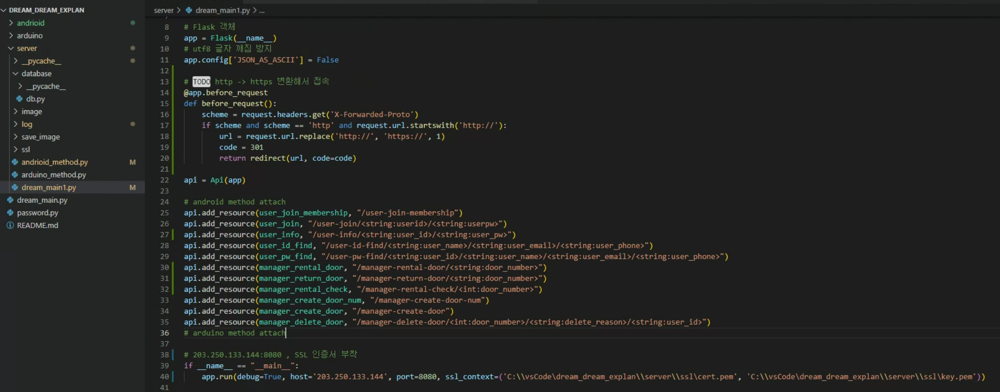 DREAM_DREAM_EXPLAN
andrioid
arduino
server
__pycache__
database
__pycache__
db.py
image
log
save_image
ssl
andrioid_method.py M
arduino_method.py
dream_main1.py M
dream_main.py
password.py
README.md
server > dream_main1.py > ...
8 # Flask 객체
9 app = Flask(__name__)
10 # utf8 글자 깨짐 방지
11 app.config['JSON_AS_ASCII'] = False
12
13 # TODO http -> https 변환해서 접속
14 @app.before_request
15 def before_request():
16 scheme = request.headers.get('X-Forwarded-Proto')
17 if scheme and scheme == 'http' and request.url.startswith('http://'):
18 url = request.url.replace('http://', 'https://', 1)
19 code = 301
20 return redirect(url, code=code)
21
22 api = Api(app)
23
24 # android method attach
25 api.add_resource(user_join_membership, "/user-join-membership")
26 api.add_resource(user_join, "/user-join/<string:userid>/<string:userpw>")
27 api.add_resource(user_info, "/user-info/<string:user_id>/<string:user_pw>")
28 api.add_resource(user_id_find, "/user-id-find/<string:user_name>/<string:user_email>/<string:user_phone>")
29 api.add_resource(user_pw_find, "/user-pw-find/<string:user_id>/<string:user_name>/<string:user_email>/<string:user_phone>")
30 api.add_resource(manager_rental_door, "/manager-rental-door/<string:door_number>")
31 api.add_resource(manager_return_door, "/manager-return-door/<string:door_number>")
32 api.add_resource(manager_rental_check, "/manager-rental-check/<int:door_number>")
33 api.add_resource(manager_create_door_num, "/manager-create-door-num")
34 api.add_resource(manager_create_door, "/manager-create-door")
35 api.add_resource(manager_delete_door, "/manager-delete-door/<int:door_number>/<string:delete_reason>/<string:user_id>")
36 # arduino method attach
37
38 # 203.250.133.144:8080 , SSL 인증서 부착
39 if __name__ == "__main__":
40 app.run(debug=True, host='203.250.133.144', port=8080, ssl_context=('C:\\vsCode\dream_dream_explan\\server\\ssl\cert.pem', 'C:\\vsCode\dream_dream_explan\\server\\ssl\key.pem'))
41